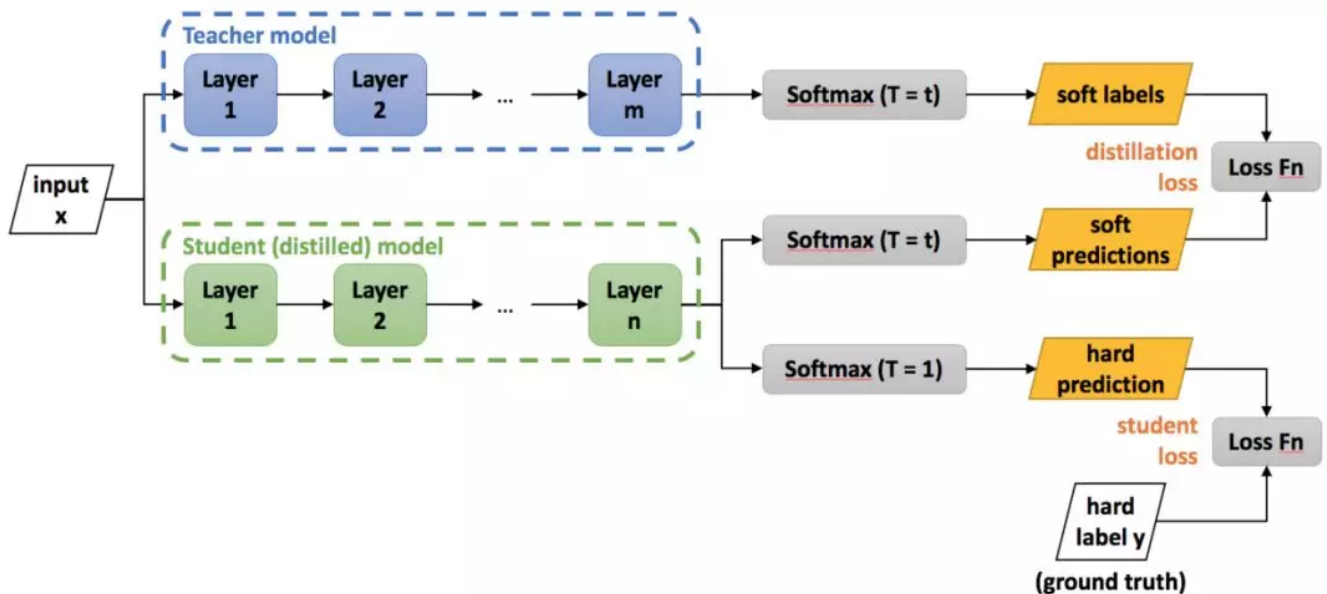 Teacher model
Layer
1
Layer
2
...
Layer
m
Softmax (T = t)
soft labels
distillation
loss
Loss Fn
input
x
Student (distilled) model
Layer
1
Layer
2
...
Layer
n
Softmax (T = t)
soft
predictions
Softmax (T = 1)
hard
prediction
student
loss
Loss Fn
hard
label y
(ground truth)